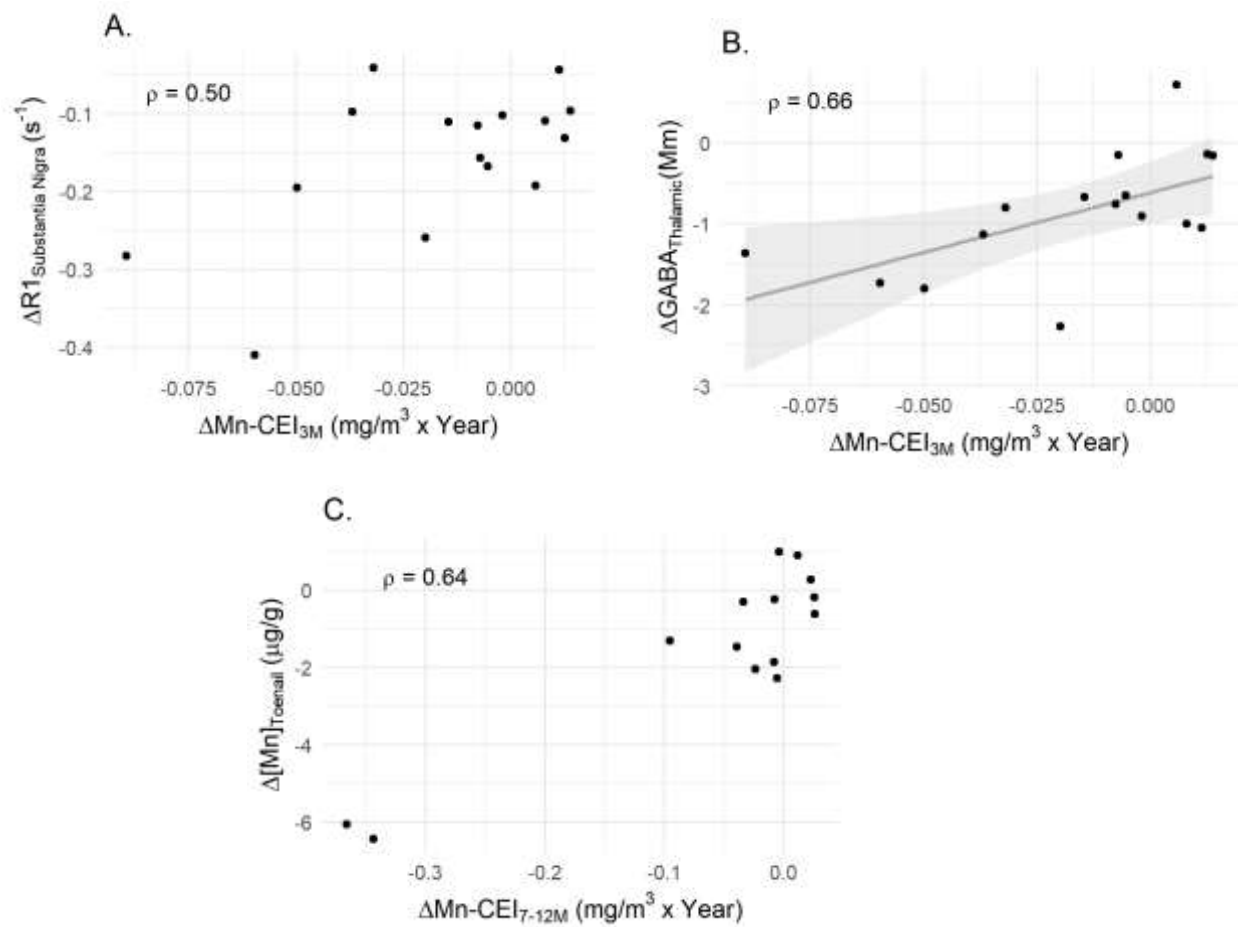 A.
ρ = 0.50
ΔR1Substantia Nigra (s⁻¹)
-0.1
-0.2
-0.3
-0.4
-0.075
-0.050
-0.025
0.000
ΔMn-CEI₃M (mg/m³ x Year)
B.
ρ = 0.66
ΔGABAThalamic(Mm)
0
-1
-2
-3
-0.075
-0.050
-0.025
0.000
ΔMn-CEI₃M (mg/m³ x Year)
C.
ρ = 0.64
Δ[Mn]Toenail (μg/g)
0
-2
-4
-6
-0.3
-0.2
-0.1
0.0
ΔMn-CEI₇₋₁₂M (mg/m³ x Year)